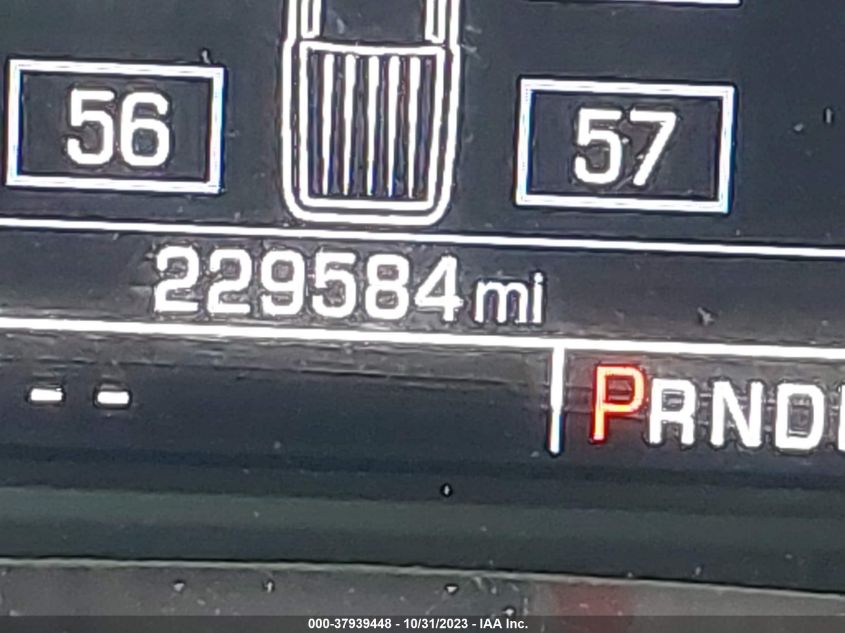 56 57
229584 mi
-- PRND
000-37939448 - 10/31/2023 - IAA Inc.